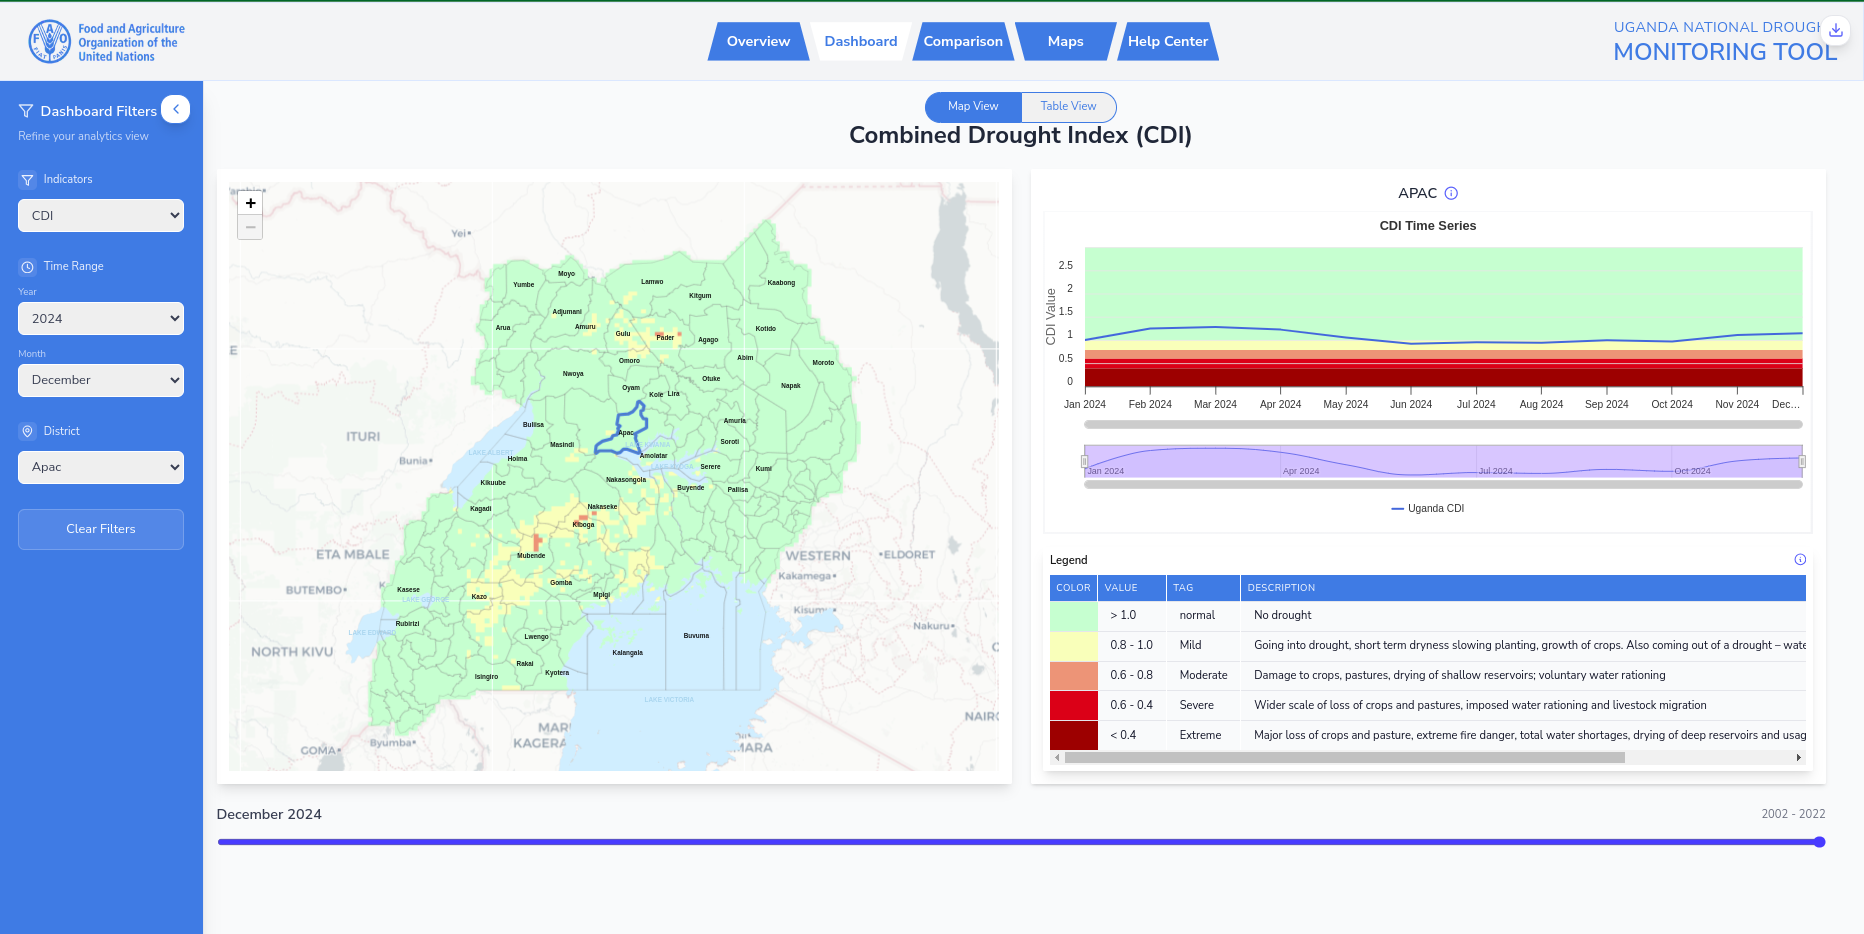 Food and Agriculture
Organization of the
United Nations
Overview
Dashboard
Comparison
Maps
Help Center
UGANDA NATIONAL DROUGH
MONITORING TOOL
Dashboard Filters
Refine your analytics view
Indicators
CDI
Time Range
Year
2024
Month
December
District
Apac
Clear Filters
Map View
Table View
Combined Drought Index (CDI)
+
−
Yei
Moyo
Yumbe
Lamwo
Kaabong
Kitgum
Adjumani
Arua
Amuru
Gulu
Pader
Agago
Kotido
Omoro
Abim
Moroto
Nwoya
Otuke
Napak
Oyam
Kole
Lira
Amuria
Buliisa
Apac
Soroti
Masindi
LAKE KWANIA
ITURI
LAKE ALBERT
Hoima
Amolatar
Bunia
LAKE KYOGA
Serere
Kumi
Nakasongola
Kikuube
Buyende
Pallisa
Kagadi
Nakaseke
Kiboga
ETA MBALE
Mubende
WESTERN
ELDORET
Kakamega
BUTEMBO
Kasese
Gomba
Kazo
Mpigi
LAKE GEORGE
Kisumu
Rubirizi
Nakuru
LAKE EDWARD
Lwengo
Buvuma
NORTH KIVU
Kalangala
Rakai
Kyotera
Isingiro
LAKE VICTORIA
NAIR
MARA
KAGERA
Byumba
GOMA
APAC
CDI Time Series
CDI Value
2.5
2
1.5
1
0.5
0
Jan 2024
Feb 2024
Mar 2024
Apr 2024
May 2024
Jun 2024
Jul 2024
Aug 2024
Sep 2024
Oct 2024
Nov 2024
Dec...
Jan 2024
Apr 2024
Jul 2024
Oct 2024
Uganda CDI
Legend
COLOR VALUE TAG DESCRIPTION
> 1.0 normal No drought
0.8 - 1.0 Mild Going into drought, short term dryness slowing planting, growth of crops. Also coming out of a drought – wate
0.6 - 0.8 Moderate Damage to crops, pastures, drying of shallow reservoirs; voluntary water rationing
0.6 - 0.4 Severe Wider scale of loss of crops and pastures, imposed water rationing and livestock migration
< 0.4 Extreme Major loss of crops and pasture, extreme fire danger, total water shortages, drying of deep reservoirs and usag
December 2024
2002 - 2022